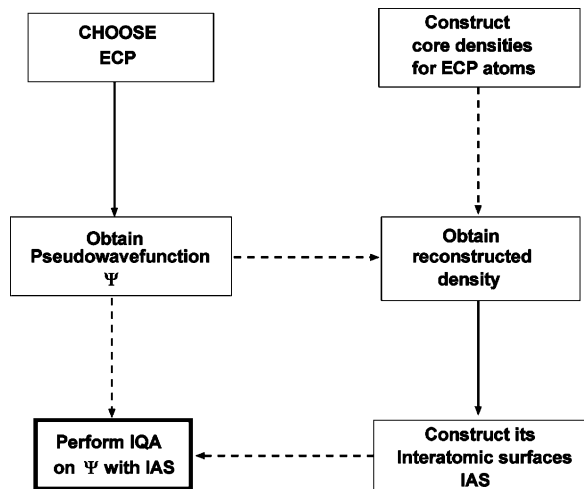 CHOOSE
ECP
Construct
core densities
for ECP atoms
Obtain
Pseudowavefunction
Ψ
Obtain
reconstructed
density
Perform IQA
on Ψ with IAS
Construct its
Interatomic surfaces
IAS